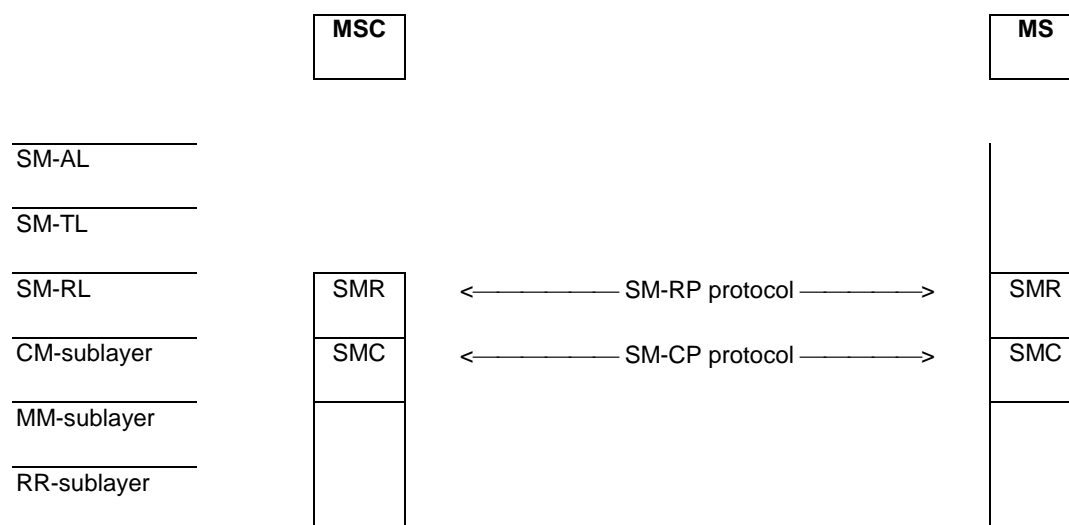 MSC MS
SM-AL
SM-TL
SM-RL SMR <———————— SM-RP protocol ————————> SMR
CM-sublayer SMC <———————— SM-CP protocol ————————> SMC
MM-sublayer
RR-sublayer